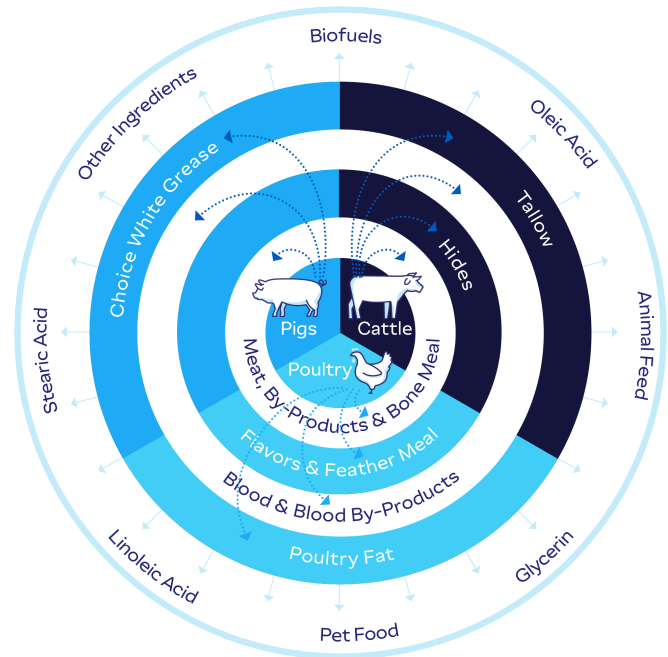 Biofuels
Oleic Acid
Animal Feed
Glycerin
Pet Food
Linoleic Acid
Stearic Acid
Other Ingredients
Choice White Grease
Tallow
Hides
Pigs
Cattle
Poultry
Meat, By-Products & Bone Meal
Flavors & Feather Meal
Blood & Blood By-Products
Poultry Fat